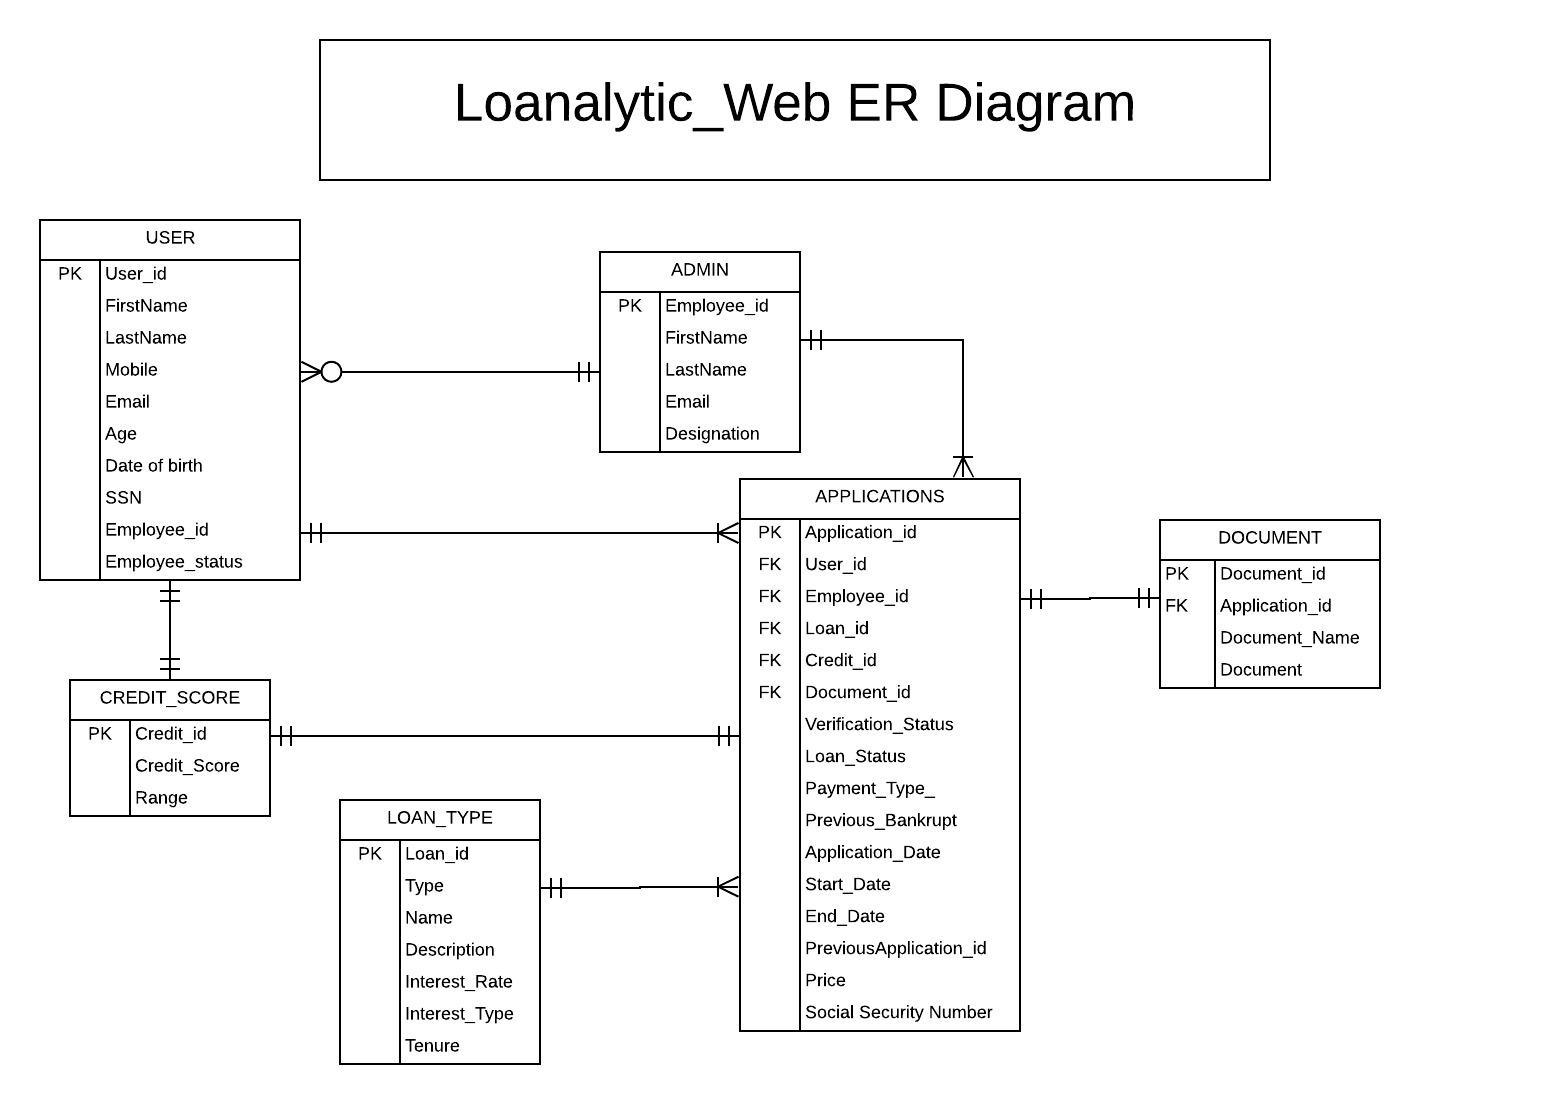 Loanalytic_Web ER Diagram
USER
PK User_id
FirstName
LastName
Mobile
Email
Age
Date of birth
SSN
Employee_id
Employee_status
ADMIN
PK Employee_id
FirstName
LastName
Email
Designation
APPLICATIONS
PK Application_id
FK User_id
FK Employee_id
FK Loan_id
FK Credit_id
FK Document_id
Verification_Status
Loan_Status
Payment_Type_
Previous_Bankrupt
Application_Date
Start_Date
End_Date
PreviousApplication_id
Price
Social Security Number
DOCUMENT
PK Document_id
FK Application_id
Document_Name
Document
CREDIT_SCORE
PK Credit_id
Credit_Score
Range
LOAN_TYPE
PK Loan_id
Type
Name
Description
Interest_Rate
Interest_Type
Tenure